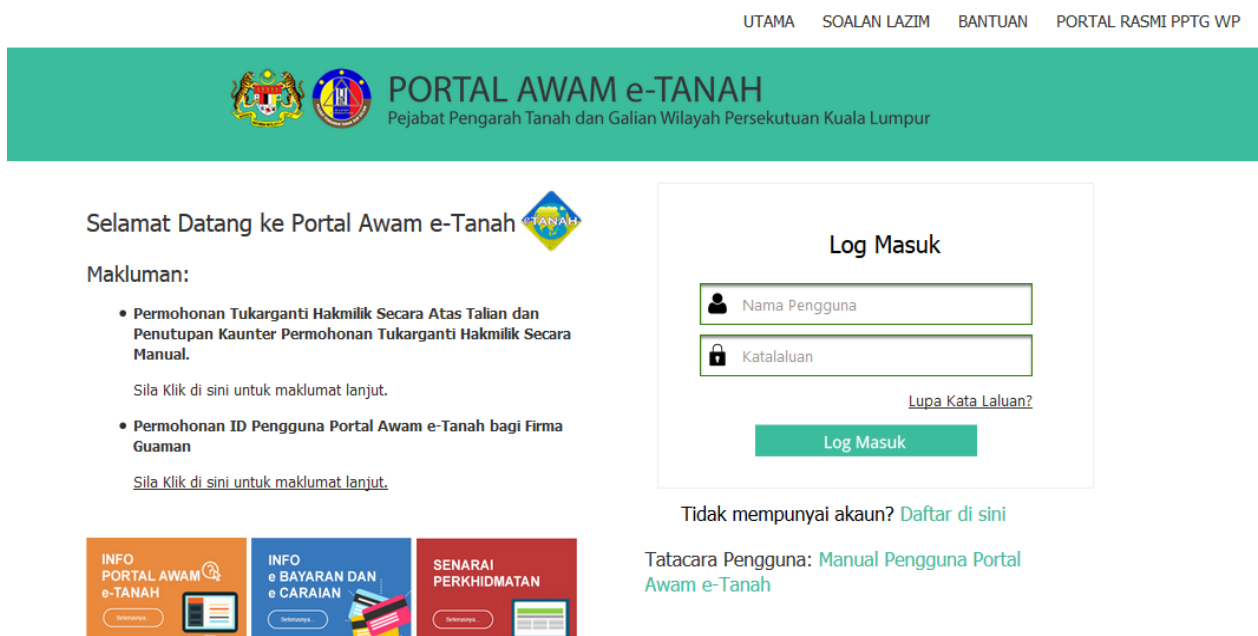 UTAMA SOALAN LAZIM BANTUAN PORTAL RASMI PPTG WP
PORTAL AWAM e-TANAH
Pejabat Pengarah Tanah dan Galian Wilayah Persekutuan Kuala Lumpur
Selamat Datang ke Portal Awam e-Tanah
eTANAH
Makluman:
• Permohonan Tukarganti Hakmilik Secara Atas Talian dan
Penutupan Kaunter Permohonan Tukarganti Hakmilik Secara
Manual.
Sila Klik di sini untuk maklumat lanjut.
• Permohonan ID Pengguna Portal Awam e-Tanah bagi Firma
Guaman
Sila Klik di sini untuk maklumat lanjut.
INFO
PORTAL AWAM
e-TANAH
Seterusnya...
INFO
e BAYARAN DAN
e CARAIAN
Seterusnya...
SENARAI
PERKHIDMATAN
Seterusnya...
Log Masuk
Nama Pengguna
Katalaluan
Lupa Kata Laluan?
Log Masuk
Tidak mempunyai akaun? Daftar di sini
Tatacara Pengguna: Manual Pengguna Portal
Awam e-Tanah